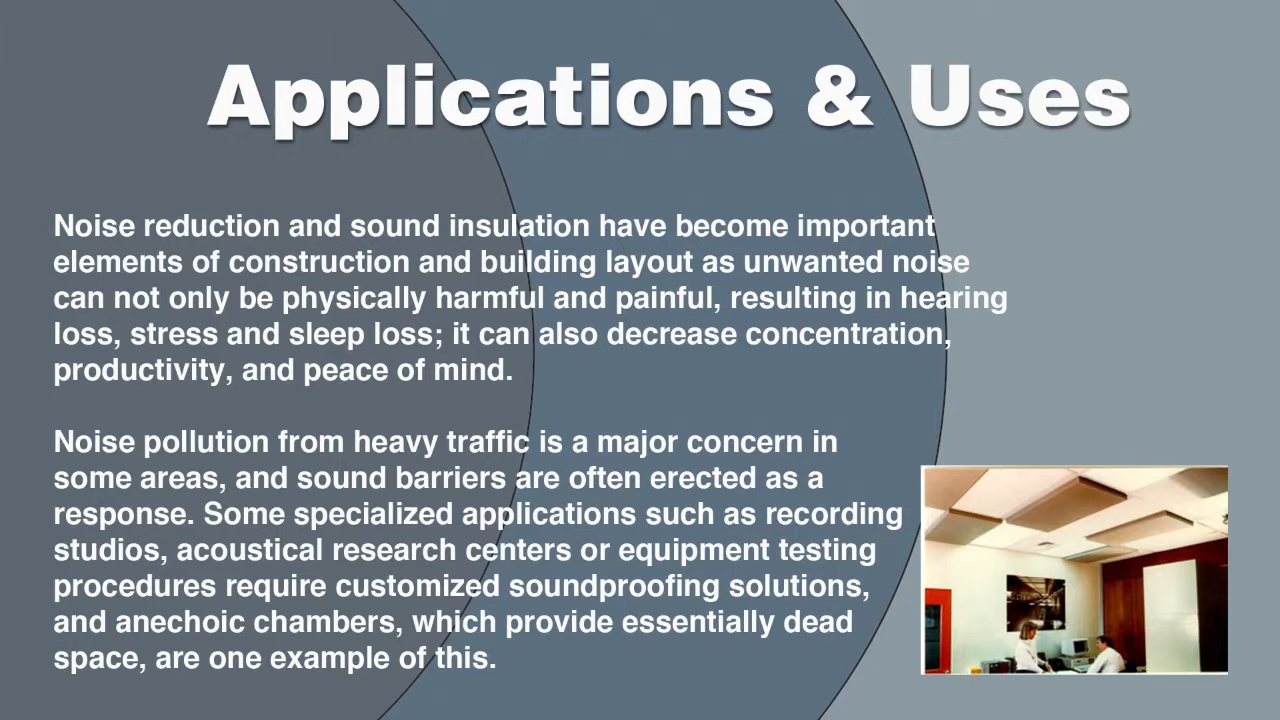 Applications & Uses
Noise reduction and sound insulation have become important
elements of construction and building layout as unwanted noise
can not only be physically harmful and painful, resulting in hearing
loss, stress and sleep loss; it can also decrease concentration,
productivity, and peace of mind.
Noise pollution from heavy traffic is a major concern in
some areas, and sound barriers are often erected as a
response. Some specialized applications such as recording
studios, acoustical research centers or equipment testing
procedures require customized soundproofing solutions,
and anechoic chambers, which provide essentially dead
space, are one example of this.